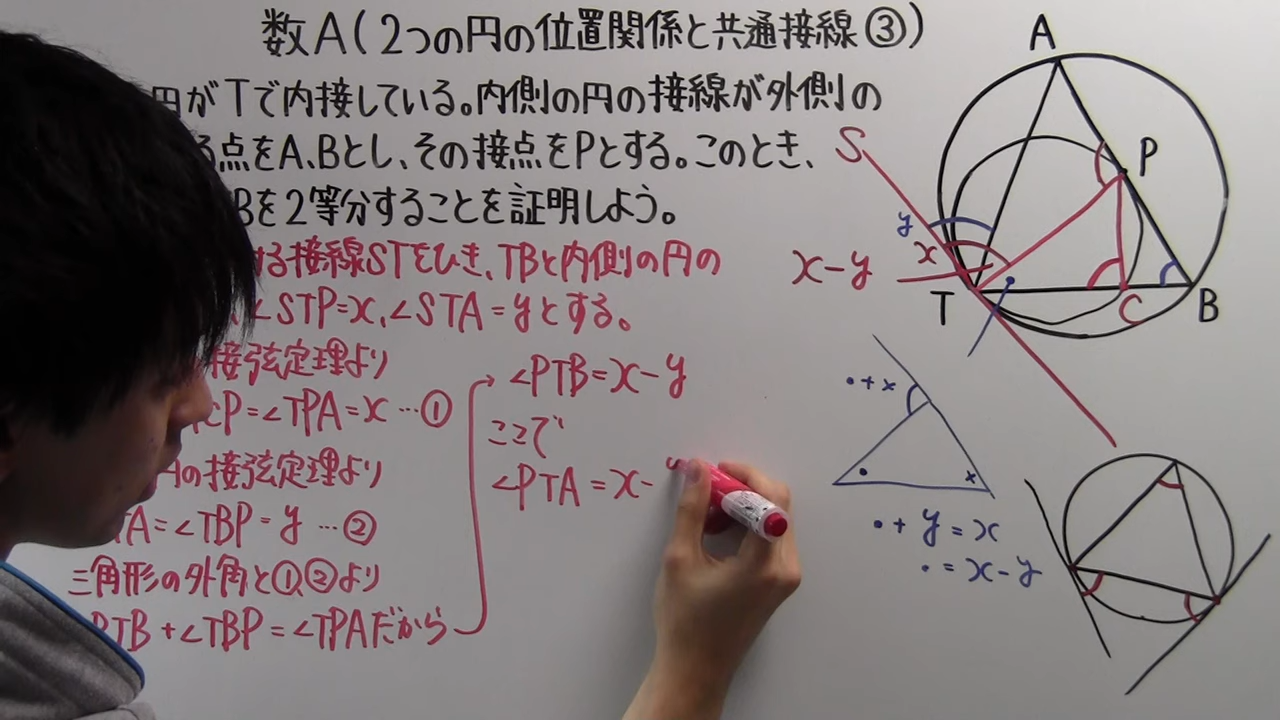 数A(2つの円の位置関係と共通接線③)
円がTで内接している。内側の円の接線が外側の
点をA、Bとし、その接点をPとする。このとき、
Bを2等分することを証明しよう。
接線STをひき、TBと内側の円の
∠STP=x、∠STA=yとする。
接弦定理より
CP=∠TPA=x…①
の接弦定理より
TA=∠TBP=y…②
三角形の外角と①、②より
PTB+∠TBP=∠TPAだから
∠PTB=x-y
ここで
∠PTA=x-
A
S
P
y
x
x-y
T
C
B
・+×
・
×
・+y=x
・=x-y